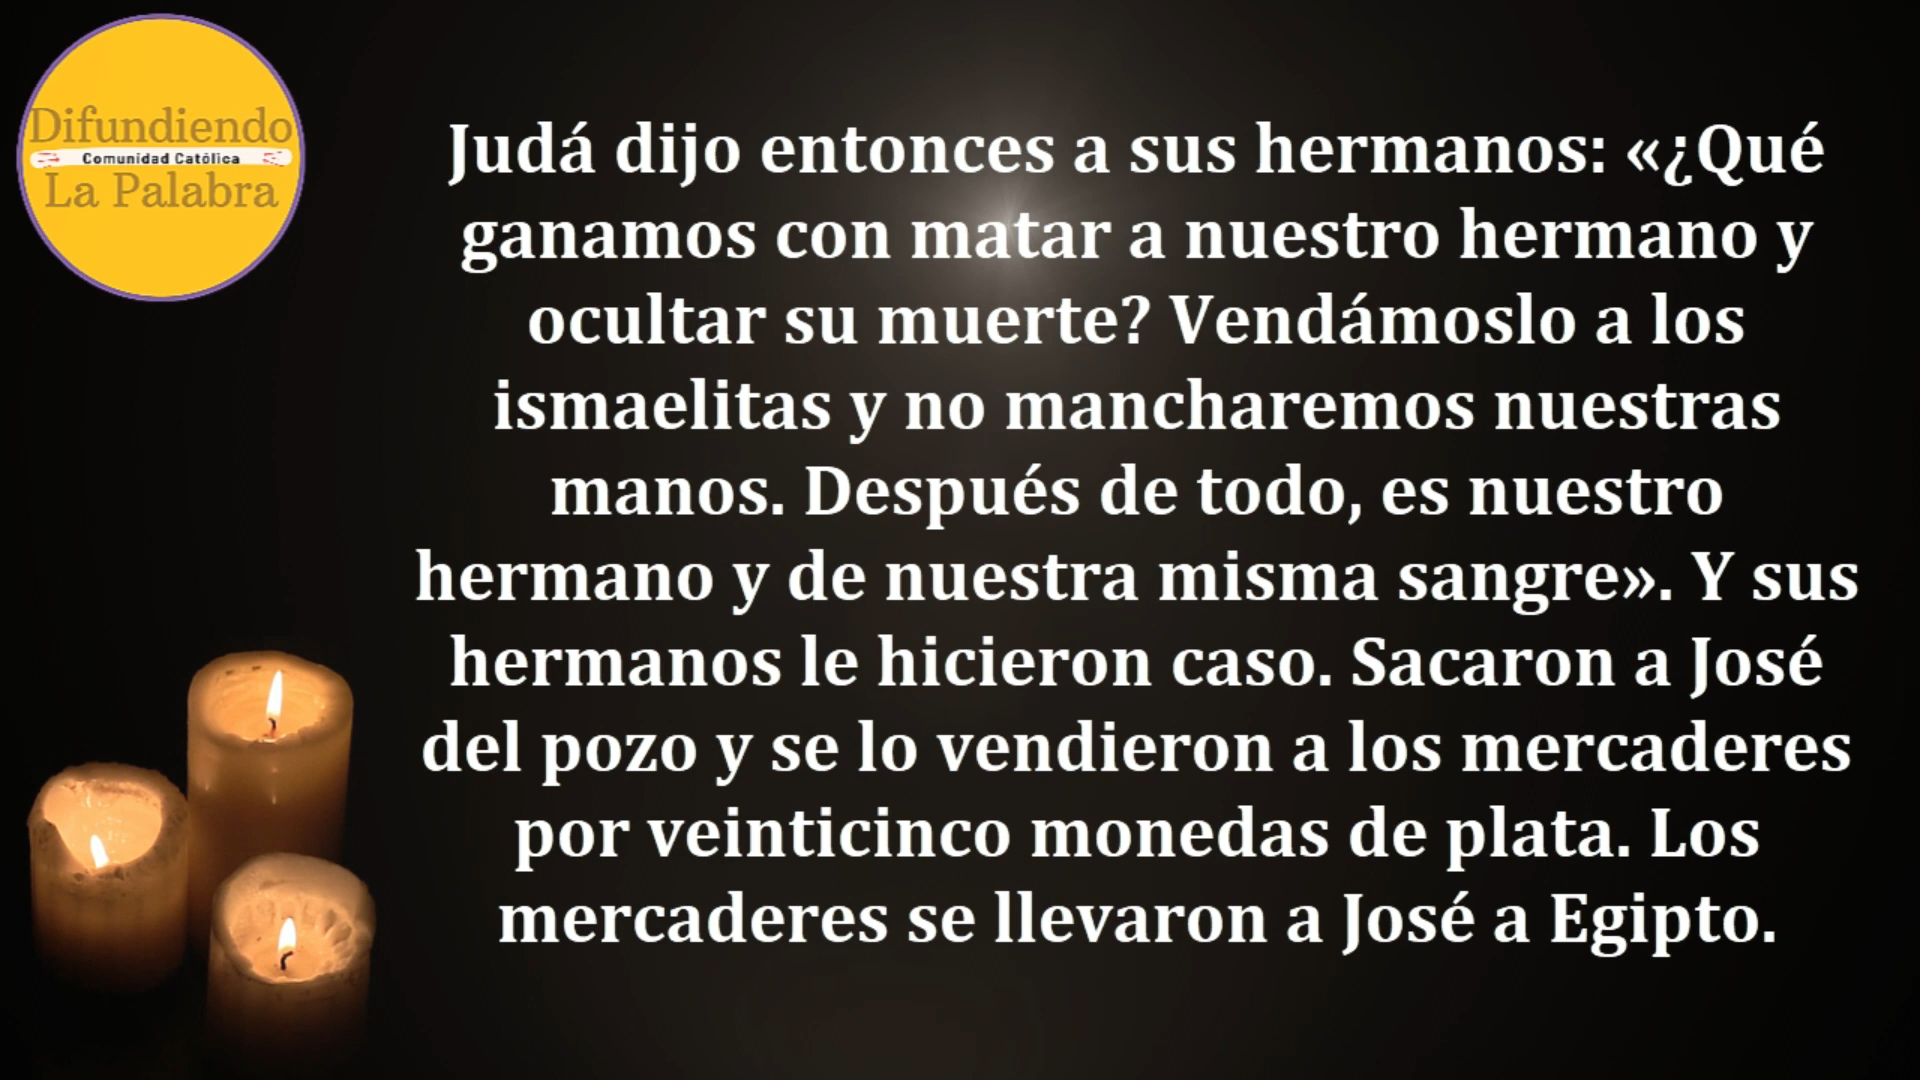 Difundiendo
Comunidad Católica
La Palabra
Judá dijo entonces a sus hermanos: «¿Qué
ganamos con matar a nuestro hermano y
ocultar su muerte? Vendámoslo a los
ismaelitas y no mancharemos nuestras
manos. Después de todo, es nuestro
hermano y de nuestra misma sangre». Y sus
hermanos le hicieron caso. Sacaron a José
del pozo y se lo vendieron a los mercaderes
por veinticinco monedas de plata. Los
mercaderes se llevaron a José a Egipto.